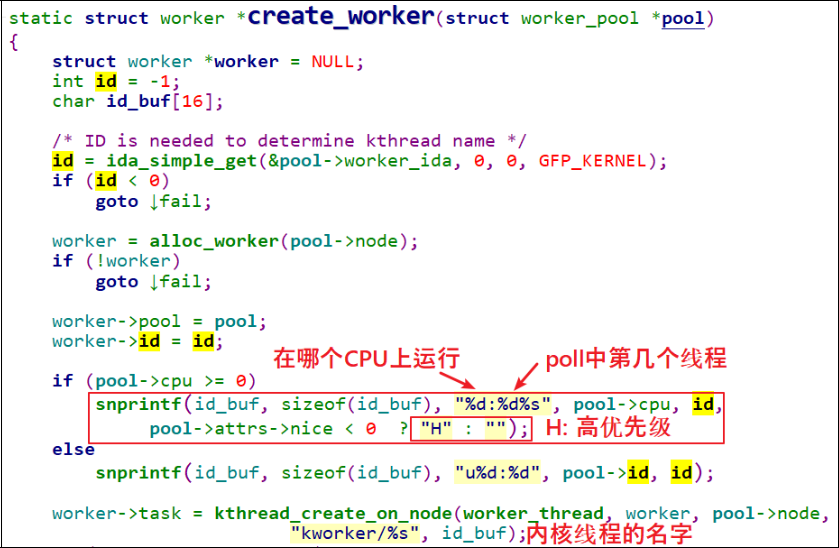 static struct worker *create_worker(struct worker_pool *pool)
{
    struct worker *worker = NULL;
    int id = -1;
    char id_buf[16];

    /* ID is needed to determine kthread name */
    id = ida_simple_get(&pool->worker_ida, 0, 0, GFP_KERNEL);
    if (id < 0)
        goto ↓fail;

    worker = alloc_worker(pool->node);
    if (!worker)
        goto ↓fail;

    worker->pool = pool;
    worker->id = id;
在哪个CPU上运行 poll中第几个线程
    if (pool->cpu >= 0)
        snprintf(id_buf, sizeof(id_buf), "%d:%d%s", pool->cpu, id,
            pool->attrs->nice < 0  ? "H" : ""); H: 高优先级
    else
        snprintf(id_buf, sizeof(id_buf), "u%d:%d", pool->id, id);

    worker->task = kthread_create_on_node(worker_thread, worker, pool->node,
                        "kworker/%s", id_buf);内核线程的名字